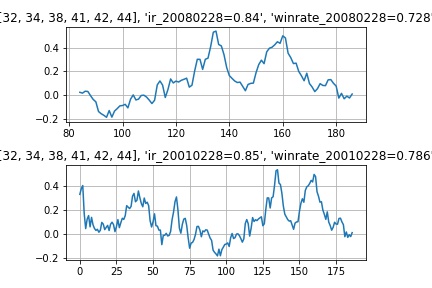 [32, 34, 38, 41, 42, 44], 'ir_20080228=0.84', 'winrate_20080228=0.728'
0.4
0.2
0.0
−0.2
80 100 120 140 160 180
[32, 34, 38, 41, 42, 44], 'ir_20010228=0.85', 'winrate_20010228=0.786'
0.4
0.2
0.0
−0.2
0 25 50 75 100 125 150 175